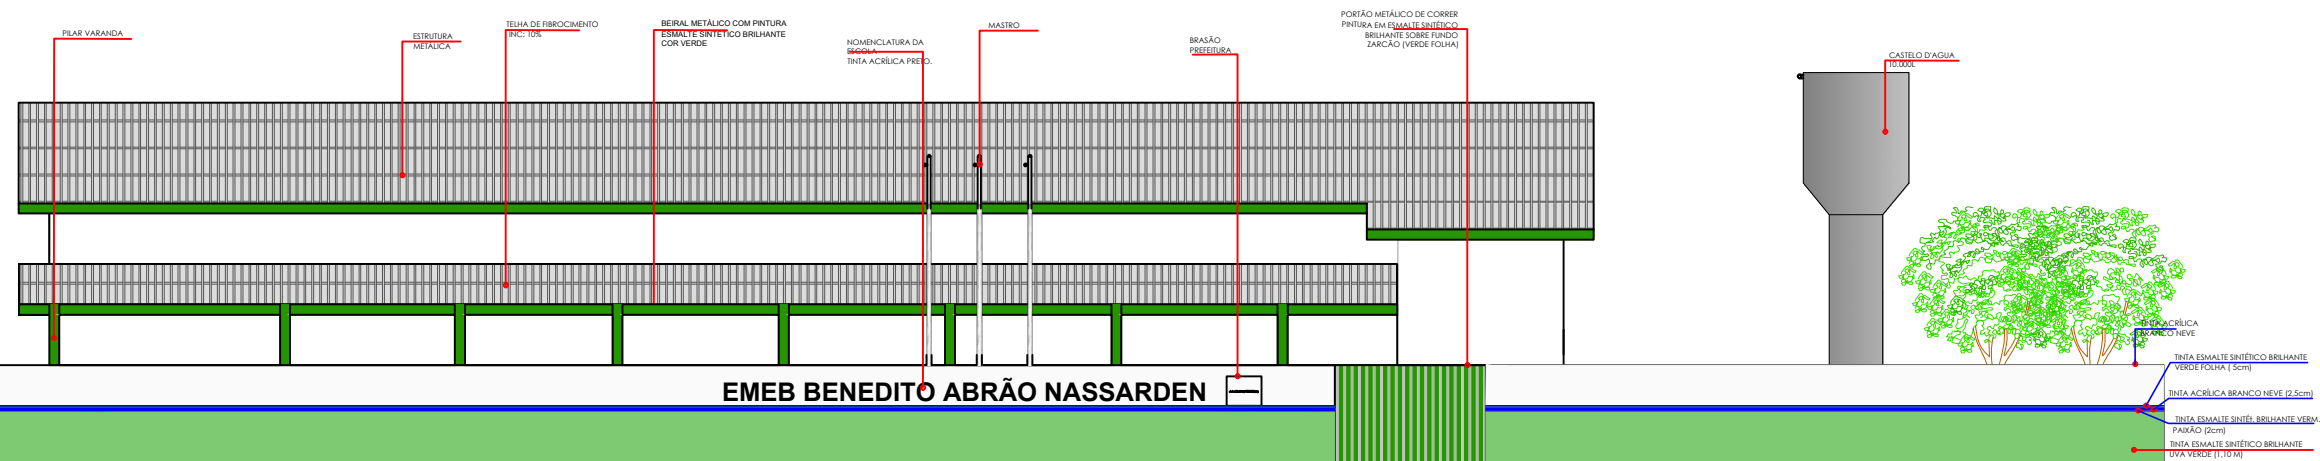 PILAR VARANDA
ESTRUTURA
METALICA
TELHA DE FIBROCIMENTO
INC: 10%
BEIRAL METÁLICO COM PINTURA
ESMALTE SINTETICO BRILHANTE
COR VERDE
NOMENCLATURA DA
ESCOLA
TINTA ACRÍLICA PRETO.
MASTRO
BRASÃO
PREFEITURA
PORTÃO METÁLICO DE CORRER
PINTURA EM ESMALTE SINTÉTICO
BRILHANTE SOBRE FUNDO
ZARCÃO (VERDE FOLHA)
CASTELO D'AGUA
10.000L
TINTA ACRÍLICA
BRANCO NEVE
TINTA ESMALTE SINTÉTICO BRILHANTE
VERDE FOLHA ( 5cm)
EMEB BENEDITO ABRÃO NASSARDEN
TINTA ACRÍLICA BRANCO NEVE (2,5cm)
TINTA ESMALTE SINTÉT. BRILHANTE VERM.
PAIXÃO (2cm)
TINTA ESMALTE SINTÉTICO BRILHANTE
UVA VERDE (1,10 M)